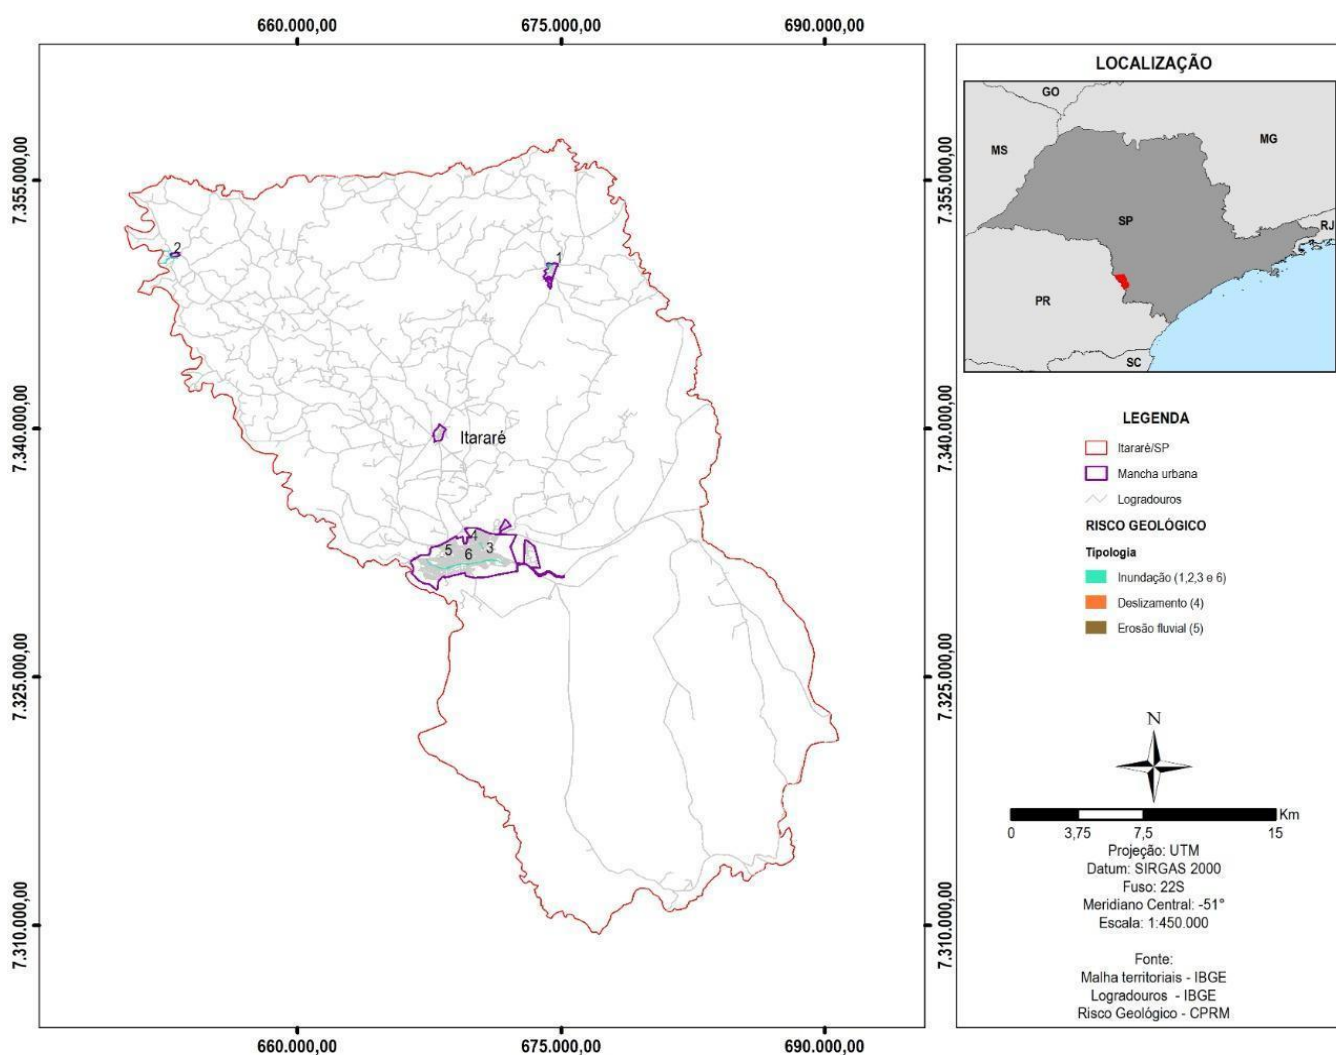 660.000,00
675.000,00
690.000,00
7.355.000,00
7.340.000,00
7.325.000,00
7.310.000,00
2
1
Itararé
4
5
3
6
7.355.000,00
7.340.000,00
7.325.000,00
7.310.000,00
660.000,00
675.000,00
690.000,00
LOCALIZAÇÃO
GO
MS
MG
SP
RJ
PR
SC
LEGENDA
Itararé/SP
Mancha urbana
Logradouros
RISCO GEOLÓGICO
Tipologia
Inundação (1,2,3 e 6)
Deslizamento (4)
Erosão fluvial (5)
N
Km
0 3,75 7,5 15
Projeção: UTM
Datum: SIRGAS 2000
Fuso: 22S
Meridiano Central: -51°
Escala: 1:450.000
Fonte:
Malha territoriais - IBGE
Logradouros - IBGE
Risco Geológico - CPRM